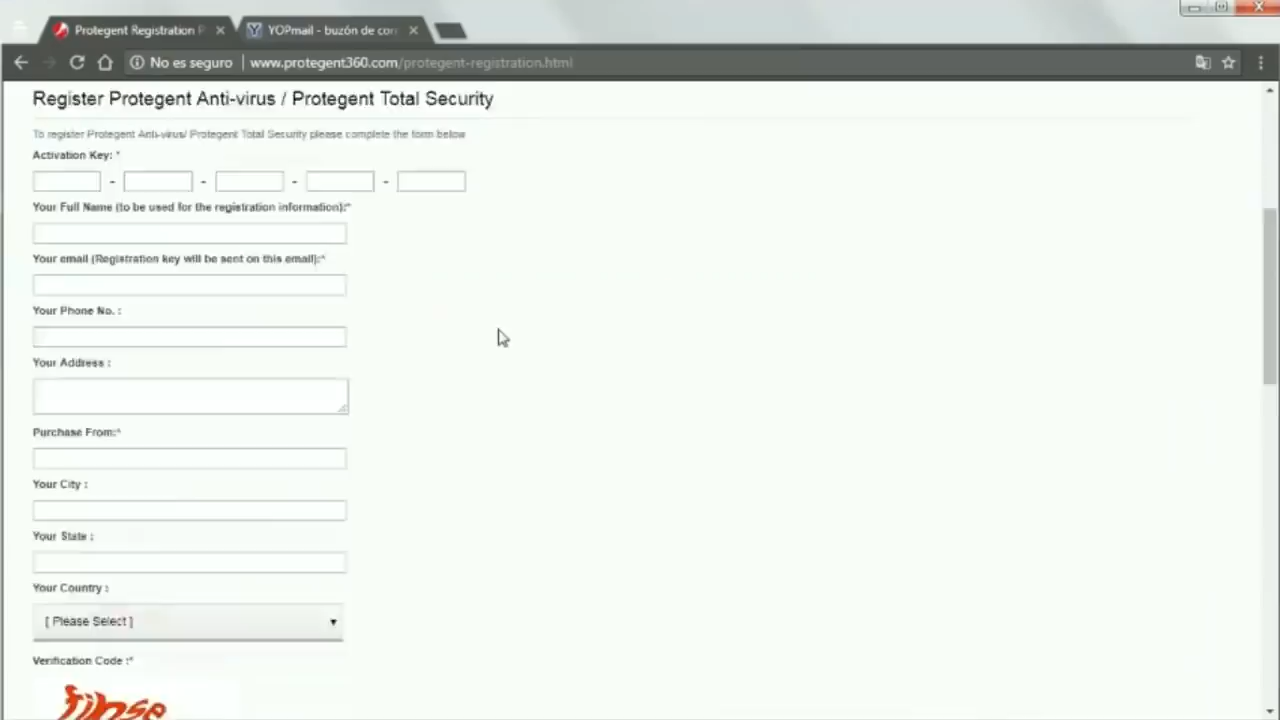 Protegent Registration P
YOPmail - buzón de corr
No es seguro
www.protegent360.com/protegent-registration.html
Register Protegent Anti-virus / Protegent Total Security
To register Protegent Anti-virus/ Protegent Total Security please complete the form below
Activation Key: *
- - - -
Your Full Name (to be used for the registration information):*
Your email (Registration key will be sent on this email):*
Your Phone No. :
Your Address :
Purchase From:*
Your City :
Your State :
Your Country :
[ Please Select ]
Verification Code :*